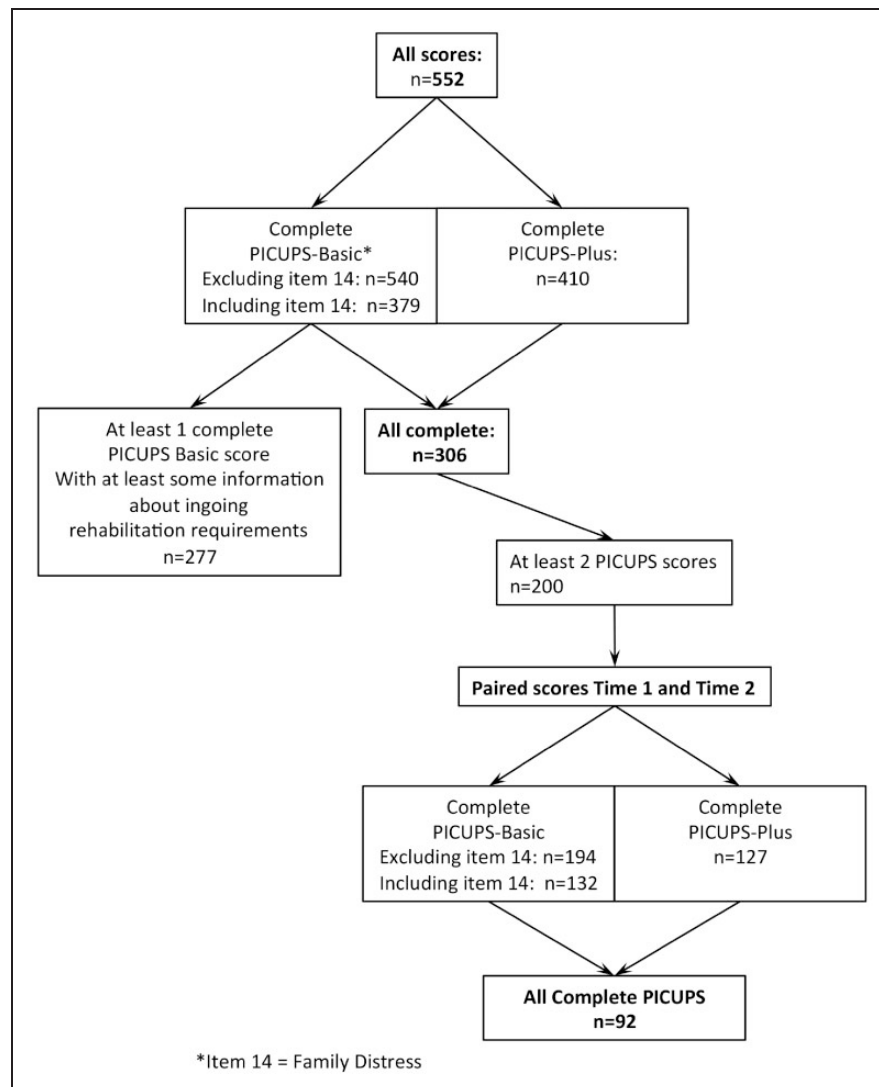 All scores:
n=552
Complete
PICUPS-Basic*
Excluding item 14: n=540
Including item 14: n=379
Complete
PICUPS-Plus:
n=410
At least 1 complete
PICUPS Basic score
With at least some information
about ingoing
rehabilitation requirements
n=277
All complete:
n=306
At least 2 PICUPS scores
n=200
Paired scores Time 1 and Time 2
Complete
PICUPS-Basic
Excluding item 14: n=194
Including item 14: n=132
Complete
PICUPS-Plus
n=127
All Complete PICUPS
n=92
*Item 14 = Family Distress